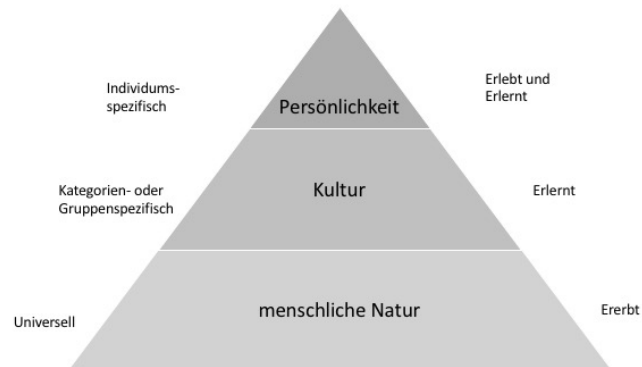 Individums-
spezifisch
Persönlichkeit
Erlebt und
Erlernt
Kategorien- oder
Gruppenspezifisch
Kultur
Erlernt
Universell
menschliche Natur
Ererbt